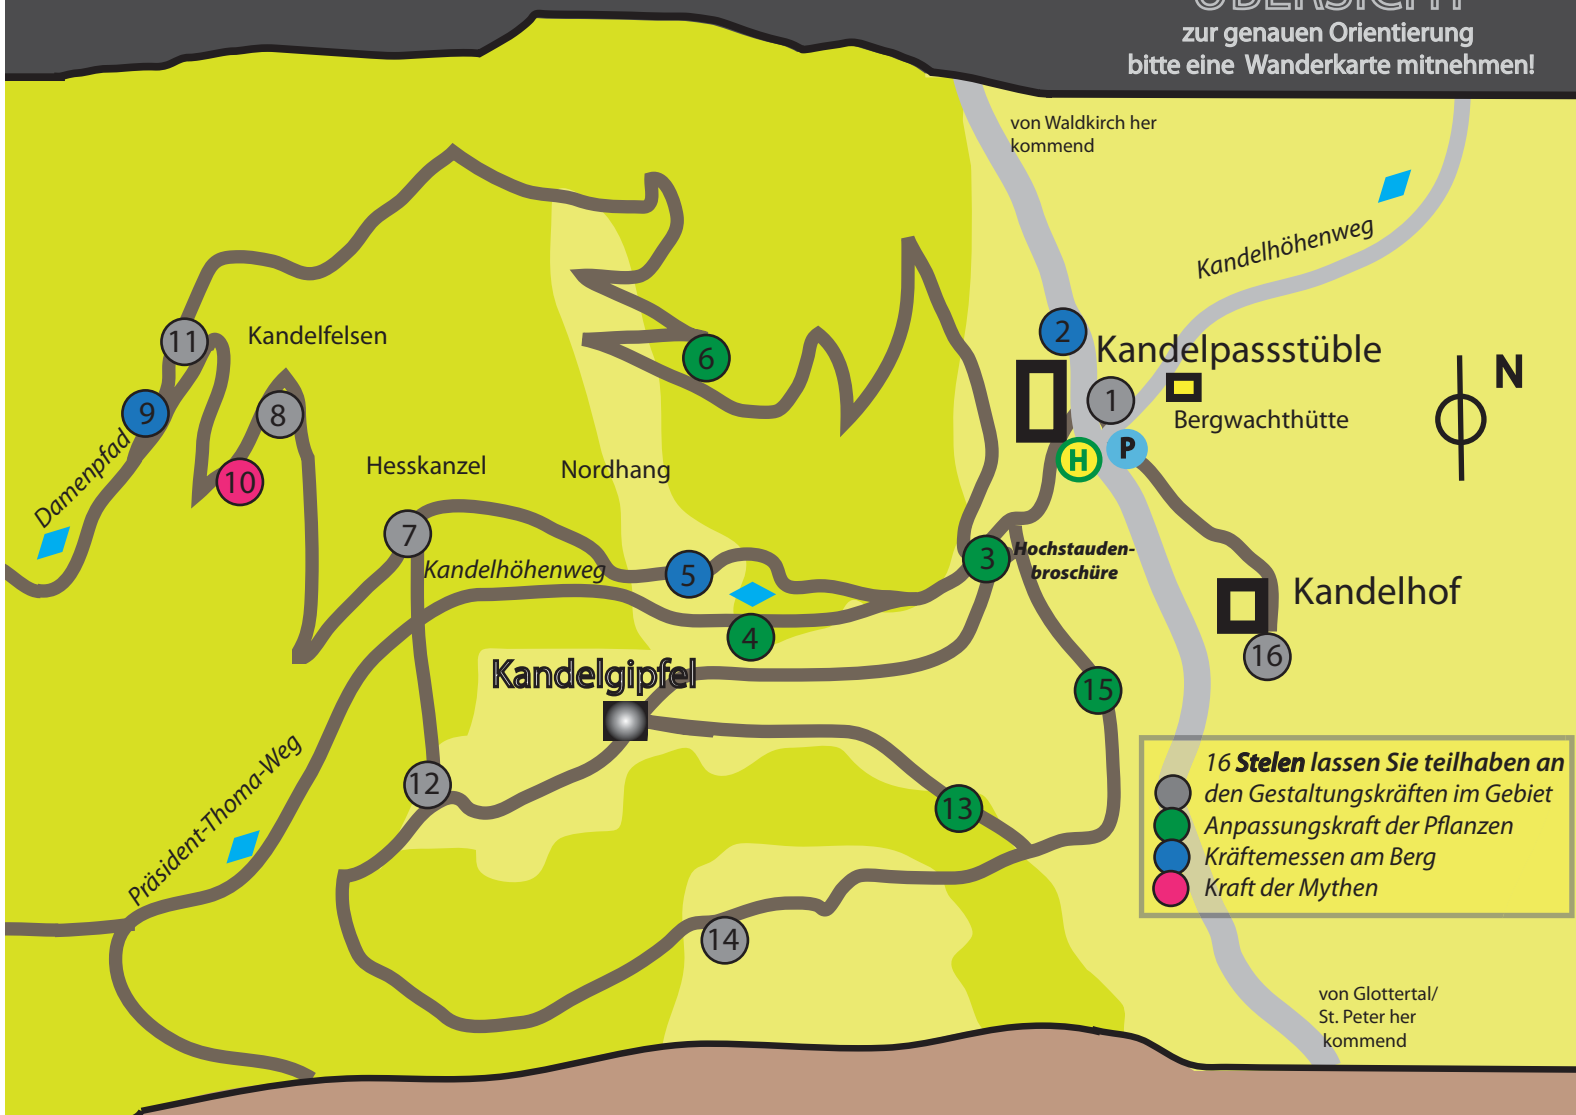 ÜBERSICHT
zur genauen Orientierung
bitte eine Wanderkarte mitnehmen!
von Waldkirch her
kommend
Kandelhöhenweg
11
Kandelfelsen
2
Kandelpassstüble
6
N
9
8
1
Bergwachthütte
Damenpfad
10
Hesskanzel
Nordhang
H
P
7
Kandelhöhenweg
5
3
Hochstauden-
broschüre
4
Kandelhof
16
Kandelgipfel
15
Präsident-Thoma-Weg
12
13
14
16 Stelen lassen Sie teilhaben an
den Gestaltungskräften im Gebiet
Anpassungskraft der Pflanzen
Kräftemessen am Berg
Kraft der Mythen
von Glottertal/
St. Peter her
kommend